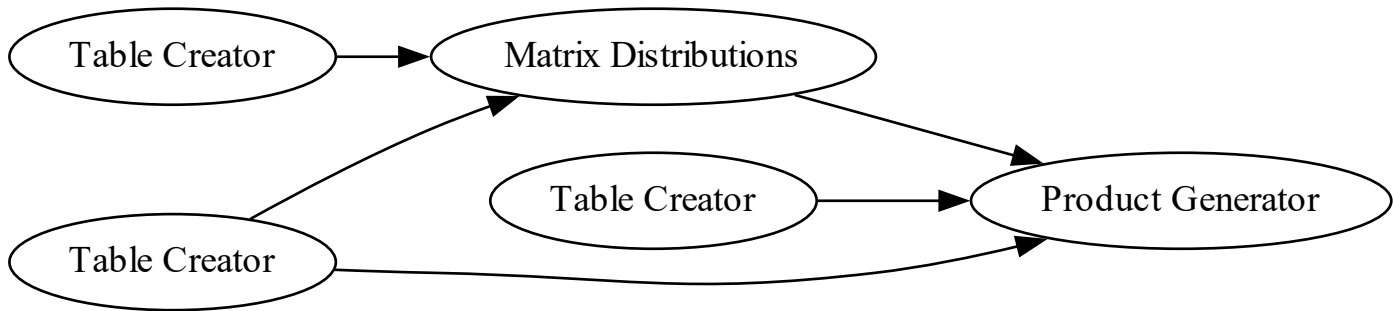 Table Creator
Matrix Distributions
Table Creator
Product Generator
Table Creator